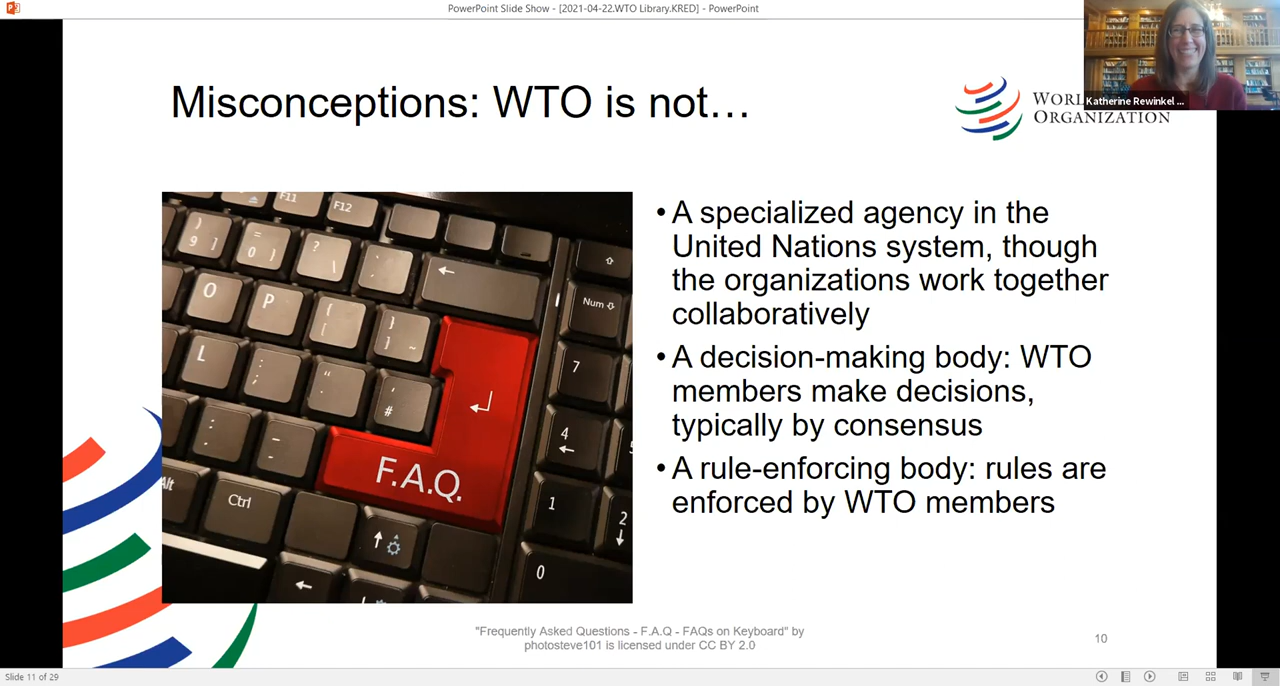 PowerPoint Slide Show - [2021-04-22.WTO Library.KRED] - PowerPoint
Misconceptions: WTO is not…
ORGANIZATION
Katherine Rewinkel ...
F11
F12
)
9 ]
=
0 )
?
\
O
P
{
[
}
] ~
Num
L
:
;
"
'
#
7
4
F.A.Q.
Alt
Ctrl
1
2
0
•A specialized agency in the
United Nations system, though
the organizations work together
collaboratively
•A decision-making body: WTO
members make decisions,
typically by consensus
•A rule-enforcing body: rules are
enforced by WTO members
"Frequently Asked Questions - F.A.Q - FAQs on Keyboard" by
photosteve101 is licensed under CC BY 2.0
10
Slide 11 of 29